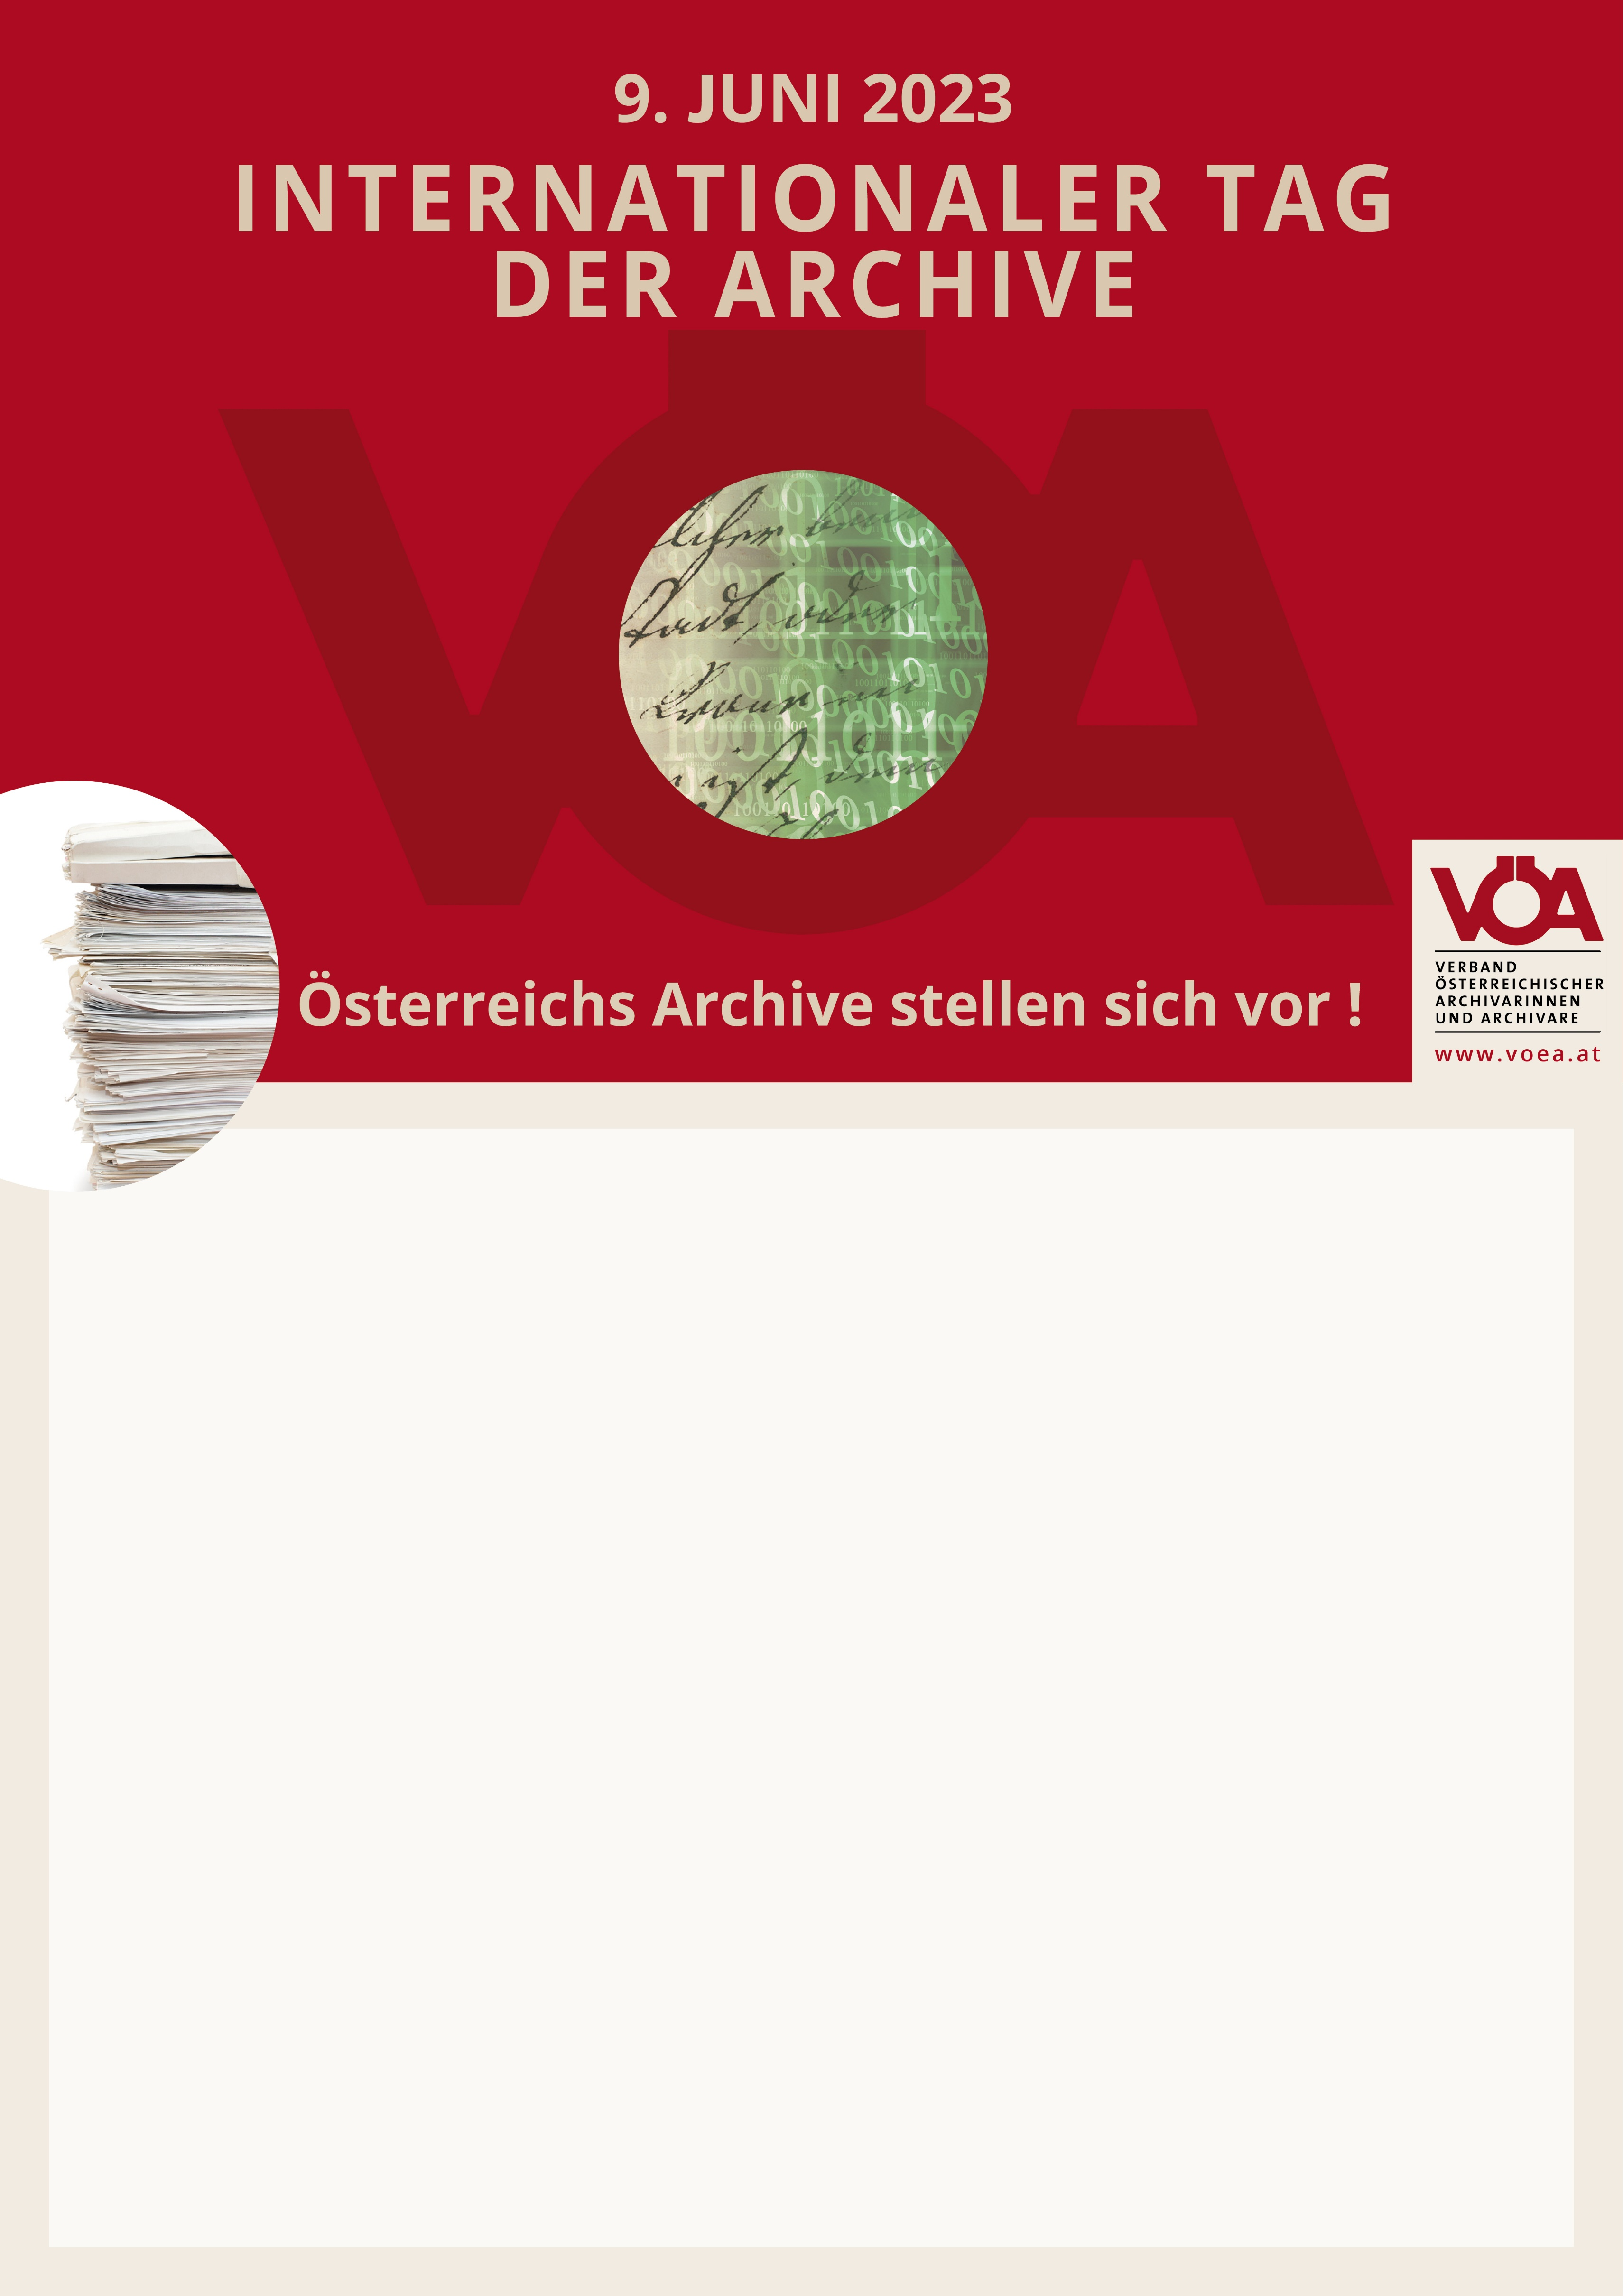 9. JUNI 2023
INTERNATIONALER TAG
DER ARCHIVE
VÖA
Österreichs Archive stellen sich vor !
VÖA
VERBAND
ÖSTERREICHISCHER
ARCHIVARINNEN
UND ARCHIVARE
www.voea.at